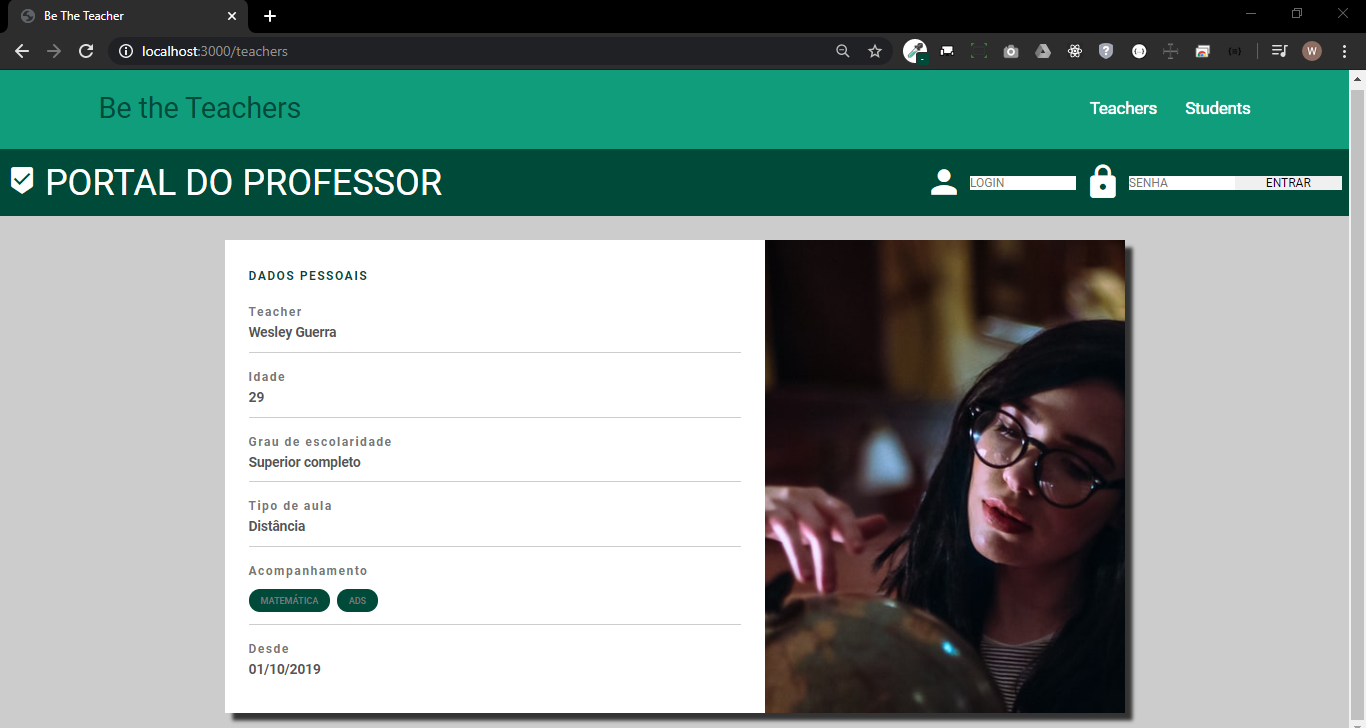 Be The Teacher
localhost:3000/teachers
W
Be the Teachers
Teachers Students
PORTAL DO PROFESSOR
LOGIN SENHA ENTRAR
DADOS PESSOAIS
Teacher
Wesley Guerra
Idade
29
Grau de escolaridade
Superior completo
Tipo de aula
Distância
Acompanhamento
MATEMÁTICA ADS
Desde
01/10/2019